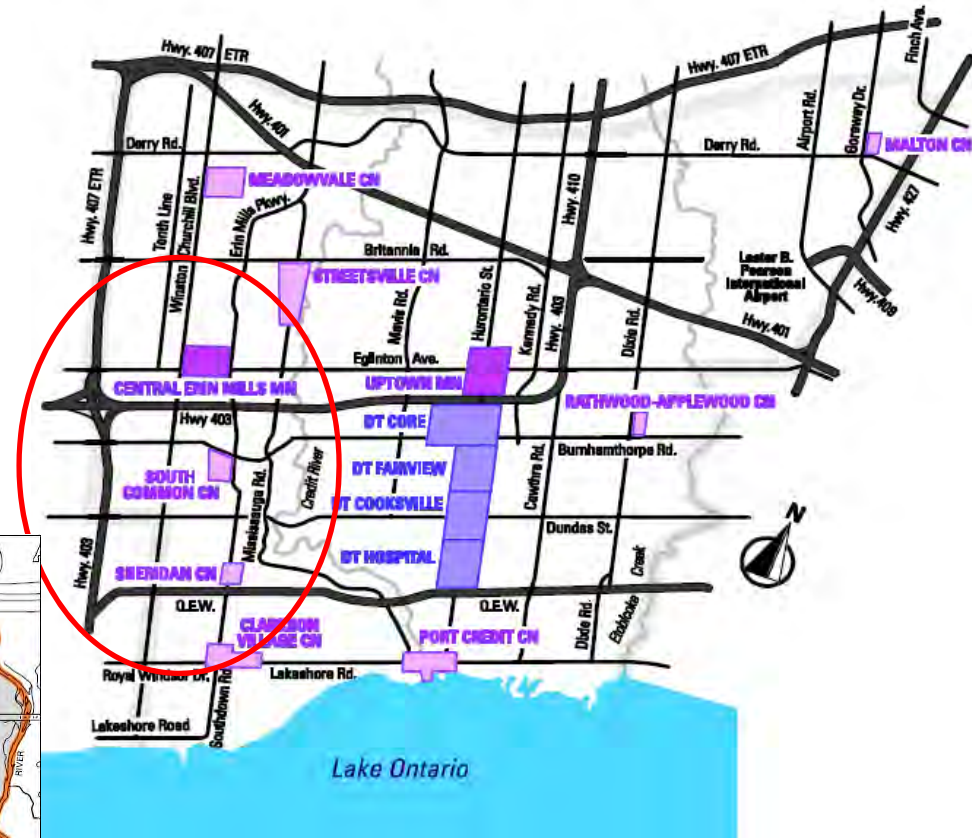 Finch Ave.
Hwy. 407 ETR
Hwy. 407 ETR
Hwy. 401
Airport Rd.
Goreway Dr.
Derry Rd.
Derry Rd.
MALTON CN
MEADOWVALE CN
Hwy. 407 ETR
Tenth Line
Winston Churchill Blvd.
Erin Mills Pkwy.
Hwy. 410
Hwy. 427
Britannia Rd.
STREETSVILLE CN
Lester B.
Pearson
International
Airport
Hwy. 409
Mavis Rd.
Hurontario St.
Kennedy Rd.
Hwy. 403
Dixie Rd.
Hwy. 401
Eglinton Ave.
CENTRAL ERIN MILLS MN
UPTOWN MN
RATHWOOD-APPLEWOOD CN
Hwy 403
DT CORE
Burnhamthorpe Rd.
SOUTH
COMMON CN
Mississauga Rd.
Credit River
DT FAIRVIEW
DT COOKSVILLE
Cawthra Rd.
Dundas St.
N
Hwy. 403
SHERIDAN CN
DT HOSPITAL
Q.E.W.
Q.E.W.
Dixie Rd.
Etobicoke Creek
CLARKSON
VILLAGE CN
PORT CREDIT CN
Royal Windsor Dr.
Lakeshore Rd.
Southdown Rd
Lakeshore Road
RIVER
Lake Ontario